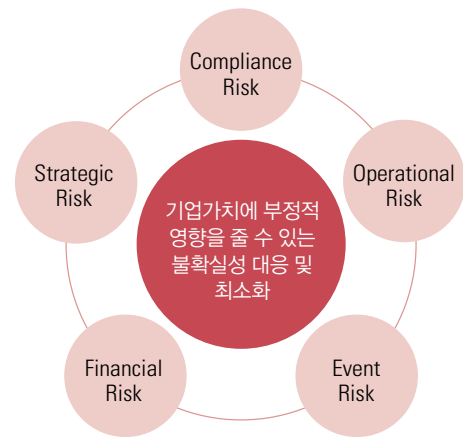 Compliance
Risk
Strategic
Risk
Operational
Risk
기업가치에 부정적
영향을 줄 수 있는
불확실성 대응 및
최소화
Financial
Risk
Event
Risk